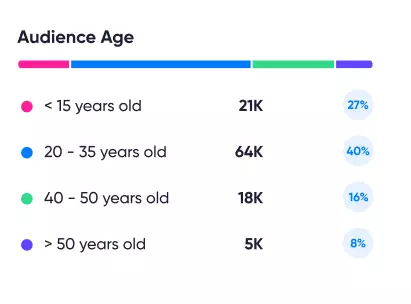 Audience Age
< 15 years old 21K 27%
20 - 35 years old 64K 40%
40 - 50 years old 18K 16%
> 50 years old 5K 8%